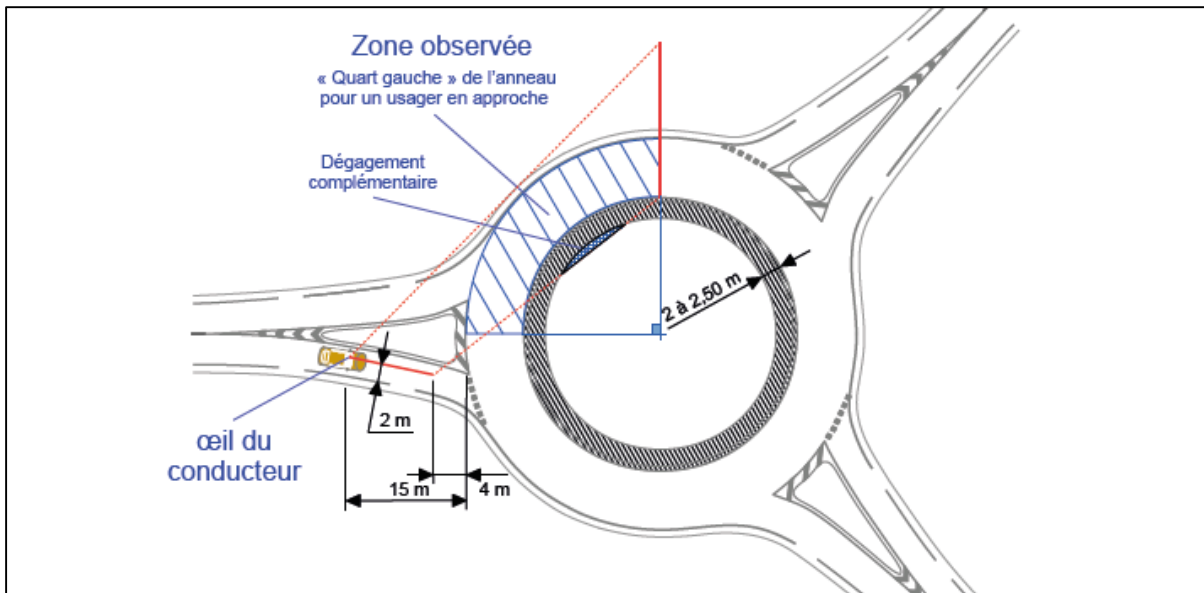 Zone observée
« Quart gauche » de l'anneau
pour un usager en approche
Dégagement
complémentaire
2 à 2,50 m
2 m
œil du
conducteur
15 m
4 m